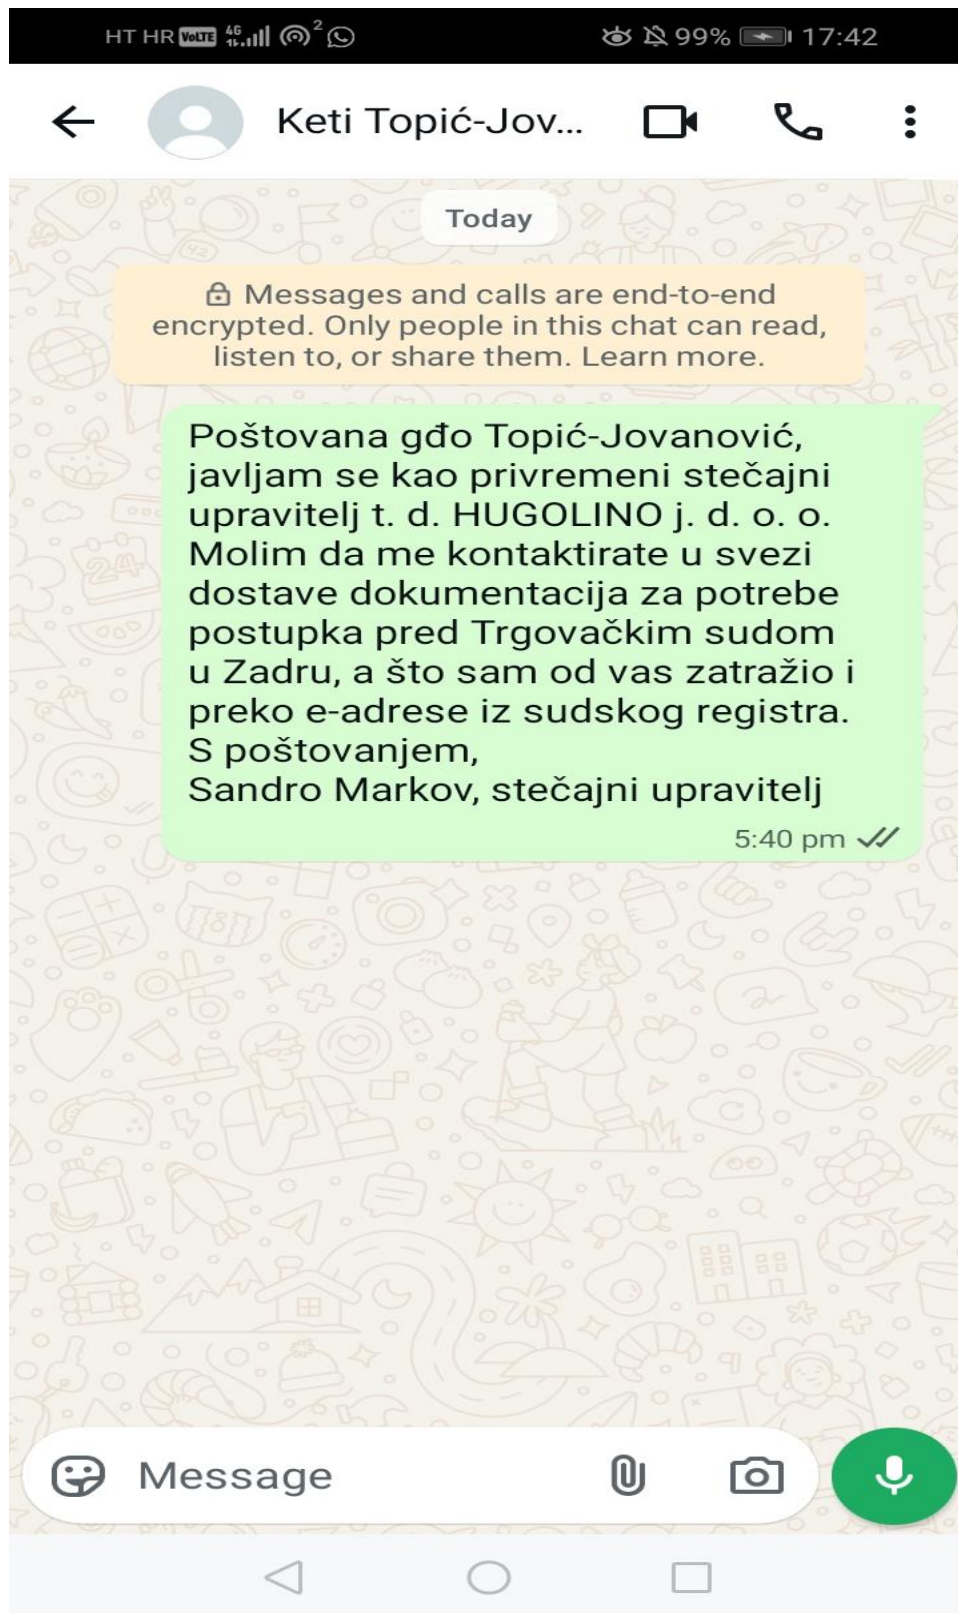 HT HR VoLTE 4G 2 99% 17:42
Keti Topić-Jov...
Today
Messages and calls are end-to-end
encrypted. Only people in this chat can read,
listen to, or share them. Learn more.
Poštovana gđo Topić-Jovanović,
javljam se kao privremeni stečajni
upravitelj t. d. HUGOLINO j. d. o. o.
Molim da me kontaktirate u svezi
dostave dokumentacija za potrebe
postupka pred Trgovačkim sudom
u Zadru, a što sam od vas zatražio i
preko e-adrese iz sudskog registra.
S poštovanjem,
Sandro Markov, stečajni upravitelj
5:40 pm
Message